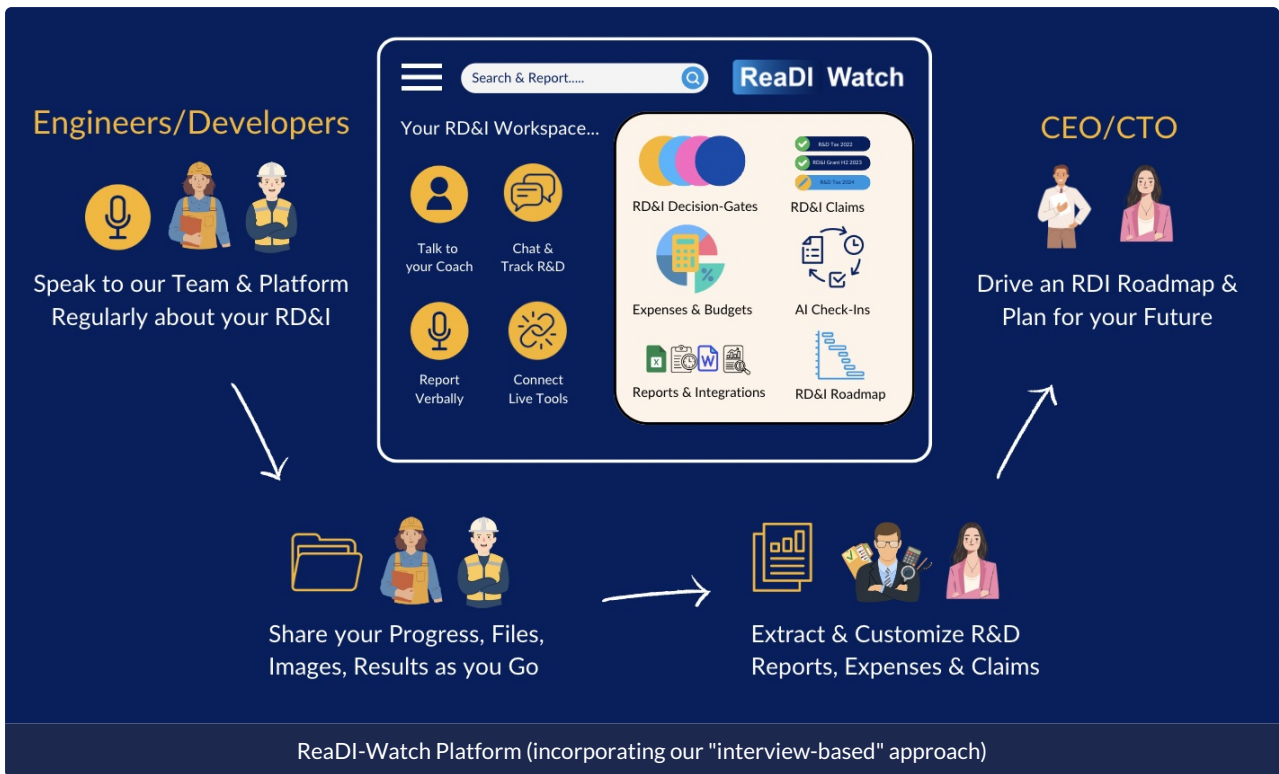 Engineers/Developers
Speak to our Team & Platform
Regularly about your RD&I
Search & Report.....
ReaDI Watch
Your RD&I Workspace...
Talk to
your Coach
Chat &
Track R&D
Report
Verbally
Connect
Live Tools
RD&I Decision-Gates
R&D Tax 2022
RD&I Grant H2 2023
R&D Tax 2024
RD&I Claims
%
Expenses & Budgets
AI Check-Ins
X
W
Reports & Integrations
RD&I Roadmap
CEO/CTO
Drive an RDI Roadmap &
Plan for your Future
Share your Progress, Files,
Images, Results as you Go
Extract & Customize R&D
Reports, Expenses & Claims
ReaDI-Watch Platform (incorporating our "interview-based" approach)